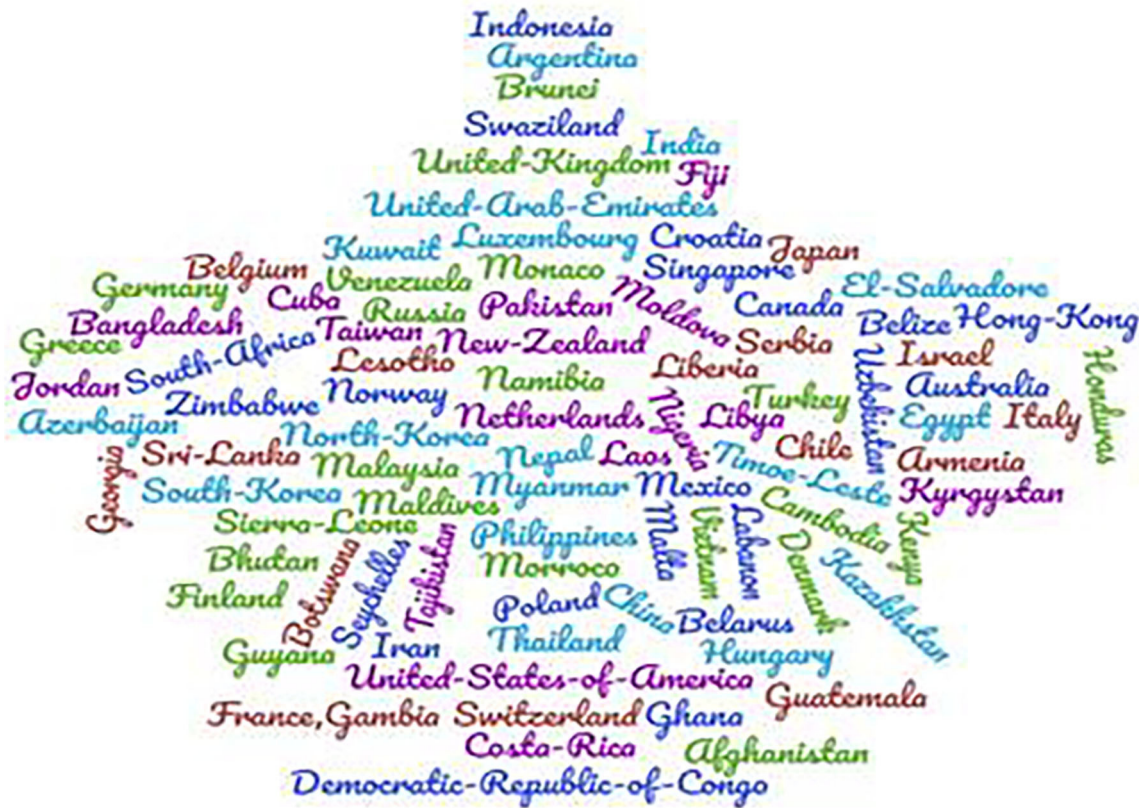 Indonesia
Argentina
Brunei
Swaziland
India
United-Kingdom
Fiji
United-Arab-Emirates
Kuwait
Luxembourg
Croatia
Japan
Belgium
Venezuela
Monaco
Singapore
Germany
Cuba
Russia
Pakistan
Moldova
Canada
El-Salvadore
Bangladesh
Taiwan
New-Zealand
Serbia
Belize
Hong-Kong
Greece
South-Africa
Lesotho
Liberia
Uzbekistan
Israel
Honduras
Jordan
Zimbabwe
Norway
Namibia
Turkey
Australia
Azerbaijan
North-Korea
Netherlands
Nigeria
Libya
Egypt
Italy
Georgia
Sri-Lanka
Malaysia
Nepal
Laos
Timoe-Leste
Chile
Armenia
South-Korea
Maldives
Myanmar
Mexico
Cambodia
Kyrgystan
Sierra-Leone
Philippines
Malta
Vietnam
Labanon
Denmark
Kenya
Kazakhstan
Bhutan
Botswana
Seychelles
Tajikistan
Morroco
Finland
Poland
China
Belarus
Guyana
Iran
Thailand
Hungary
United-States-of-America
Guatemala
France,Gambia
Switzerland
Ghana
Costa-Rica
Afghanistan
Democratic-Republic-of-Congo